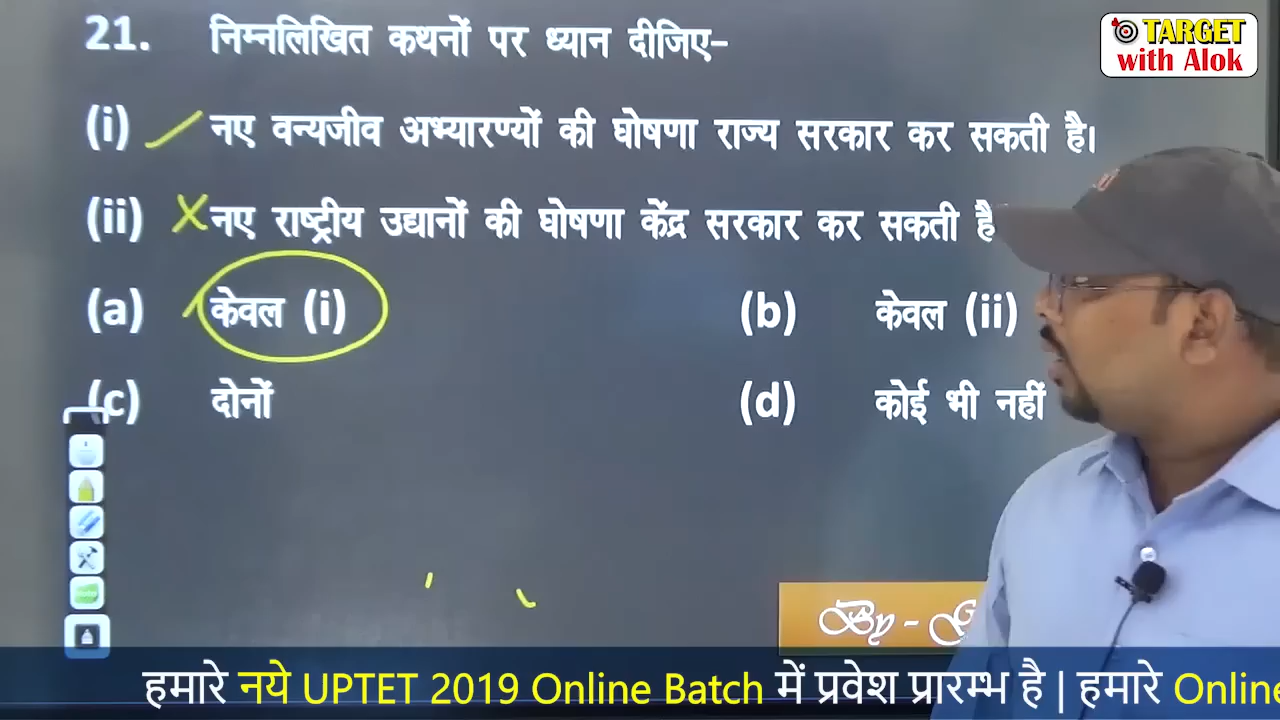 TARGET
with Alok
21. निम्नलिखित कथनों पर ध्यान दीजिए-
(i) नए वन्यजीव अभ्यारण्यों की घोषणा राज्य सरकार कर सकती है।
(ii) नए राष्ट्रीय उद्यानों की घोषणा केंद्र सरकार कर सकती है
(a) केवल (i) (b) केवल (ii)
(c) दोनों (d) कोई भी नहीं
By -
हमारे नये UPTET 2019 Online Batch में प्रवेश प्रारम्भ है | हमारे Online